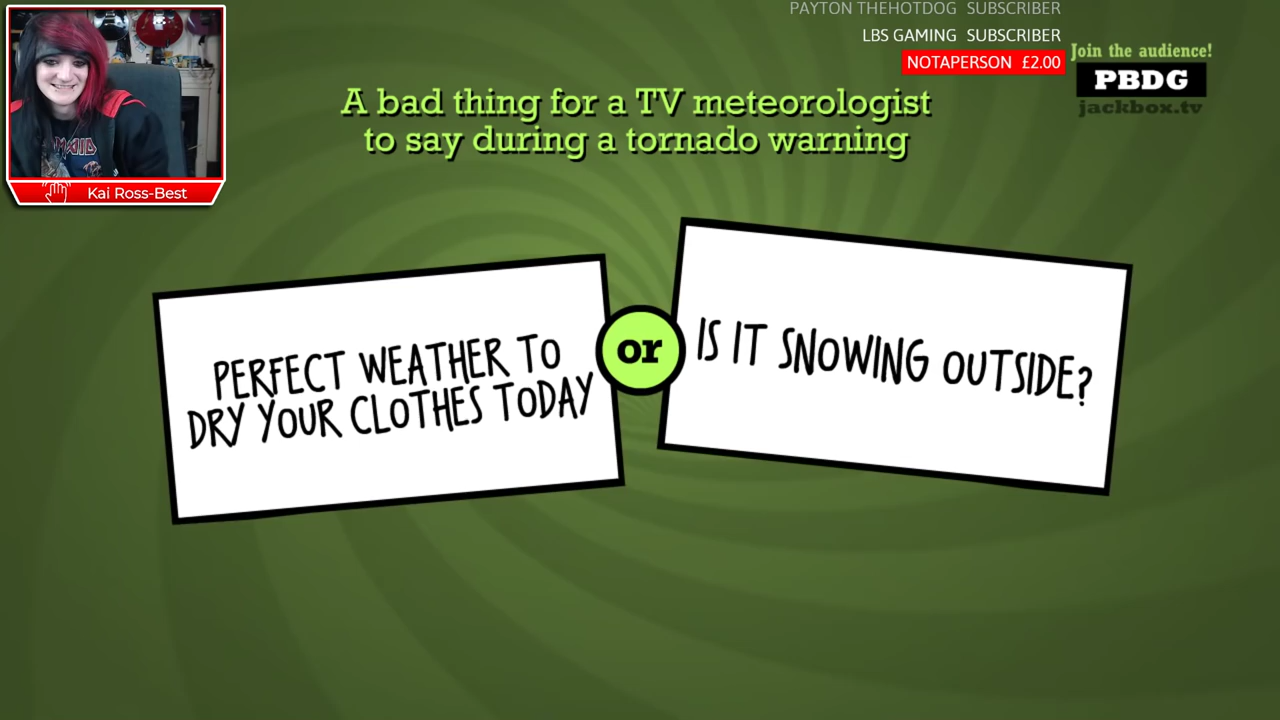 PAYTON THEHOTDOG SUBSCRIBER
LBS GAMING SUBSCRIBER
NOTAPERSON £2.00
Join the audience!
PBDG
jackbox.tv
Kai Ross-Best
A bad thing for a TV meteorologist
to say during a tornado warning
PERFECT WEATHER TO
DRY YOUR CLOTHES TODAY
or
IS IT SNOWING OUTSIDE?